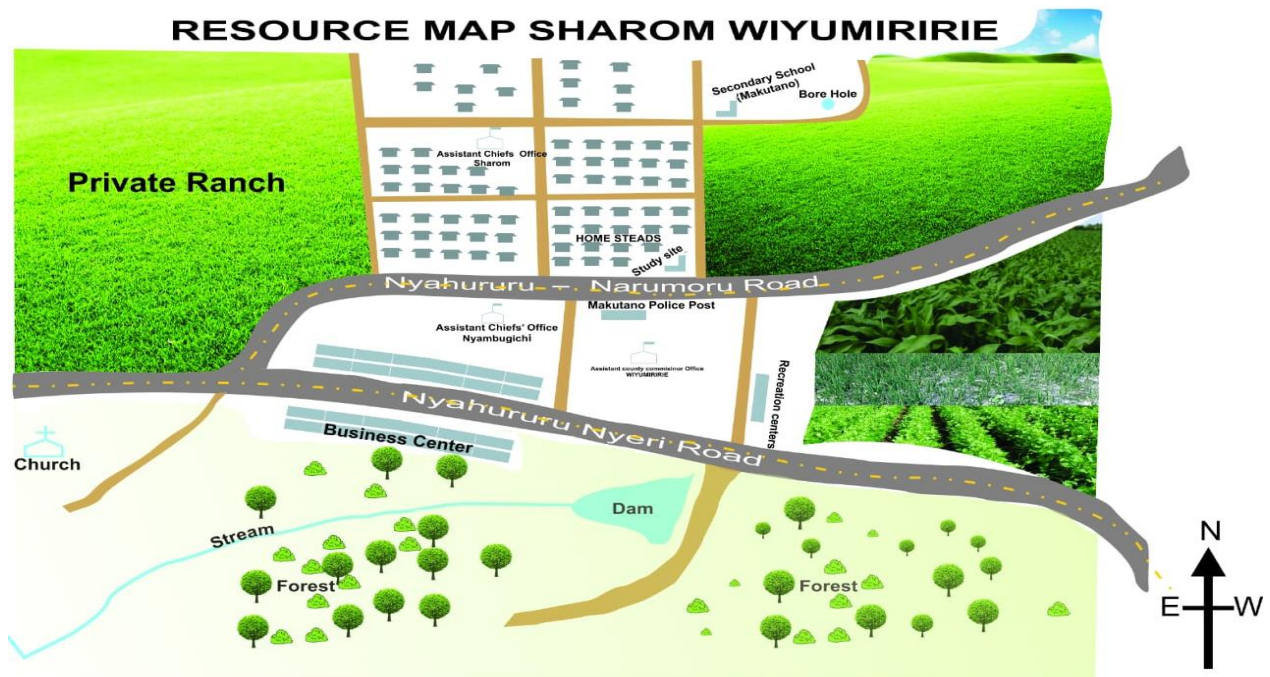 RESOURCE MAP SHAROM WIYUMIRIRIE
Secondary School
(Makutano)
Bore Hole
Assistant Chiefs Office
Sharom
Private Ranch
HOME STEADS
Study site
Nyahururu – Narumoru Road
Makutano Police Post
Assistant Chiefs' Office
Nyambugichi
Assistant county commisinor Office
WIYUMIRIRIE
Recreation centers
Nyahururu Nyeri Road
Business Center
Church
Stream
Dam
Forest
Forest
N
E
W